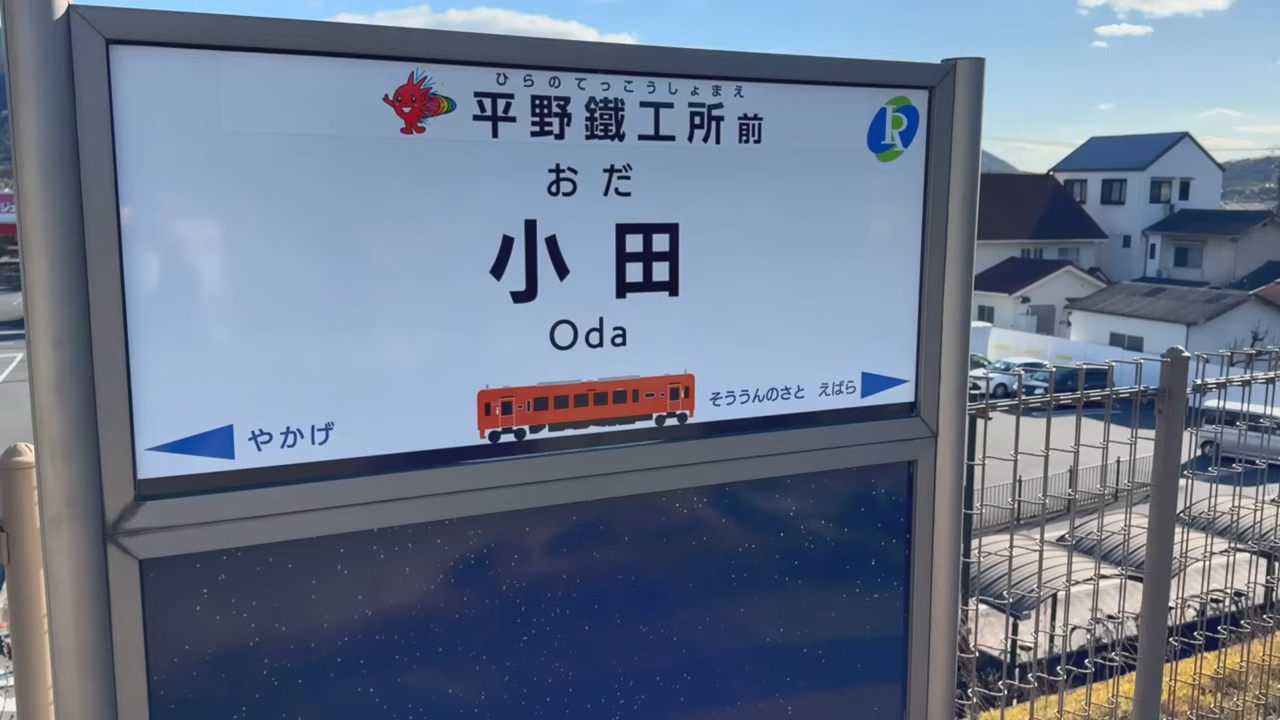 ひらのてっこうしょまえ
平野鐵工所前
R
おだ
小田
Oda
やかげ
そううんのさと えばら